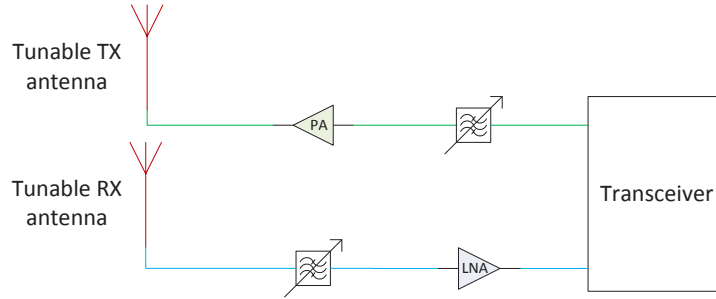 Tunable TX
antenna
PA
Tunable RX
antenna
Transceiver
LNA